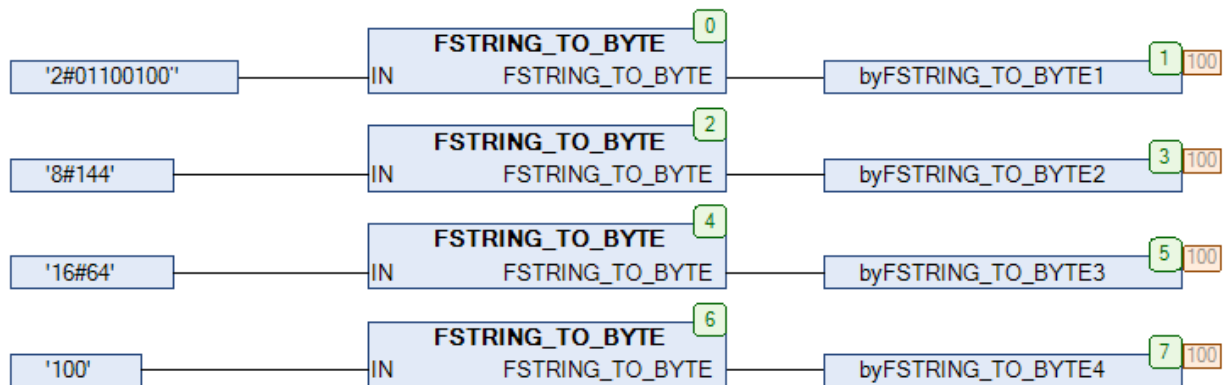 0
FSTRING_TO_BYTE
'2#01100100'' IN FSTRING_TO_BYTE byFSTRING_TO_BYTE1 1 100
2
FSTRING_TO_BYTE
'8#144' IN FSTRING_TO_BYTE byFSTRING_TO_BYTE2 3 100
4
FSTRING_TO_BYTE
'16#64' IN FSTRING_TO_BYTE byFSTRING_TO_BYTE3 5 100
6
FSTRING_TO_BYTE
'100' IN FSTRING_TO_BYTE byFSTRING_TO_BYTE4 7 100